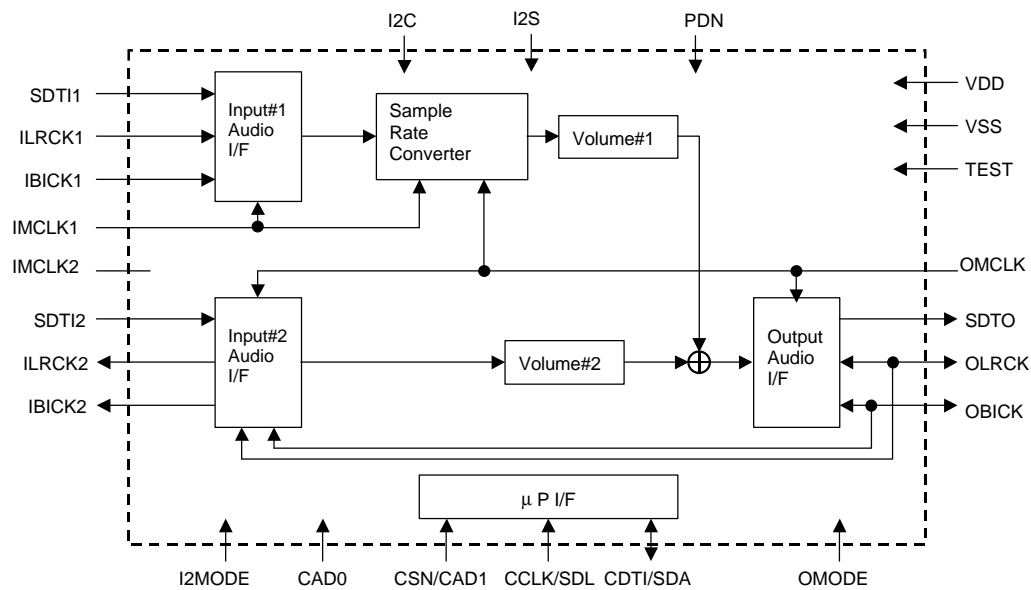 I2C
I2S
PDN
SDTI1
ILRCK1
IBICK1
IMCLK1
IMCLK2
SDTI2
ILRCK2
IBICK2
Input#1
Audio
I/F
Sample
Rate
Converter
Volume#1
VDD
VSS
TEST
OMCLK
SDTO
OLRCK
OBICK
Input#2
Audio
I/F
Volume#2
Output
Audio
I/F
μ P I/F
I2MODE
CAD0
CSN/CAD1
CCLK/SDL
CDTI/SDA
OMODE